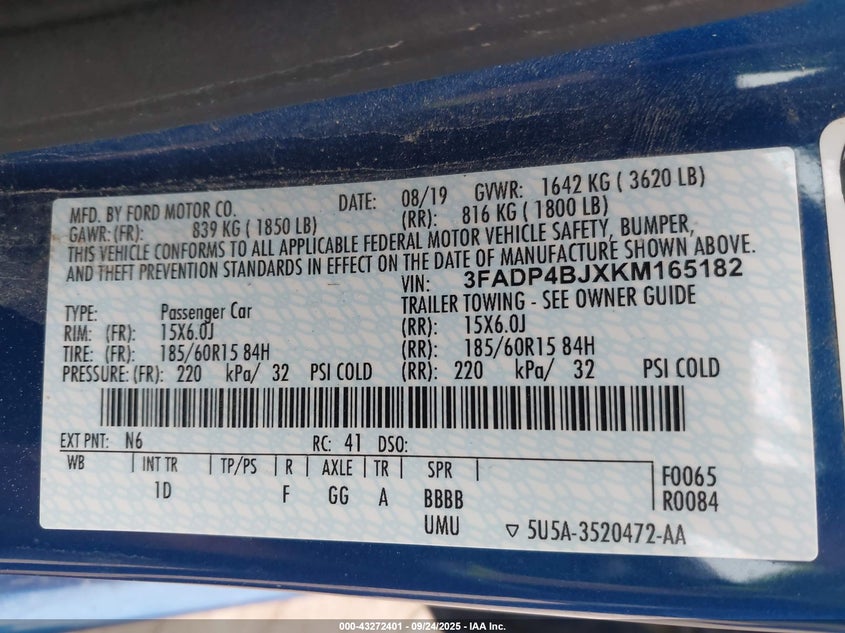 MFD. BY FORD MOTOR CO. DATE: 08/19 GVWR: 1642 KG ( 3620 LB)
GAWR: (FR): 839 KG ( 1850 LB) (RR): 816 KG ( 1800 LB)
THIS VEHICLE CONFORMS TO ALL APPLICABLE FEDERAL MOTOR VEHICLE SAFETY, BUMPER,
AND THEFT PREVENTION STANDARDS IN EFFECT ON THE DATE OF MANUFACTURE SHOWN ABOVE.
VIN: 3FADP4BJXKM165182
TYPE: Passenger Car TRAILER TOWING - SEE OWNER GUIDE
RIM: (FR): 15X6.0J (RR): 15X6.0J
TIRE: (FR): 185/60R15 84H (RR): 185/60R15 84H
PRESSURE: (FR): 220 kPa/ 32 PSI COLD (RR): 220 kPa/ 32 PSI COLD
EXT PNT: N6 RC: 41 DSO:
WB INT TR TP/PS R AXLE TR SPR F0065
1D F GG A BBBB R0084
UMU ▽ 5U5A-3520472-AA
000-43272401 - 09/24/2025 - IAA Inc.